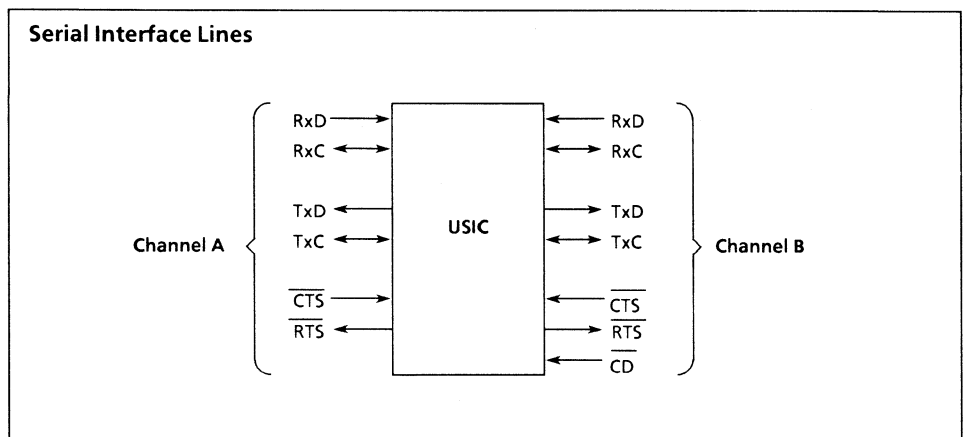 Serial Interface Lines
RxD
RxC
TxD
TxC
Channel A
CTS
RTS
USIC
RxD
RxC
TxD
TxC
Channel B
CTS
RTS
CD